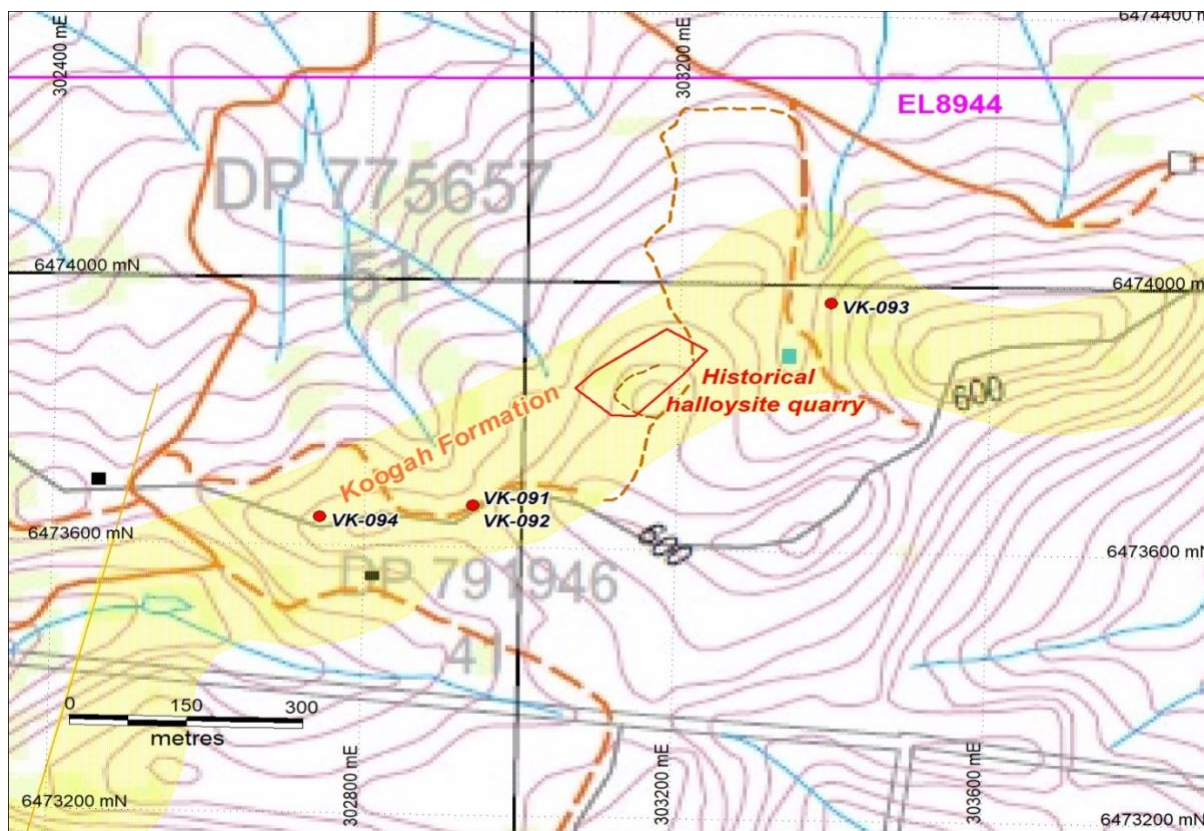 302400 mE
303200 mE
6474400 mN
EL8944
DP 775657
51
6474000 mN
6474000 m
VK-093
Historical
halloysite quarry
600
Koogah Formation
VK-094
VK-091
VK-092
600
6473600 mN
6473600 mN
DP 791946
41
0 150 300
metres
302800 mE
303200 mE
303600 mE
6473200 mN
6473200 mN